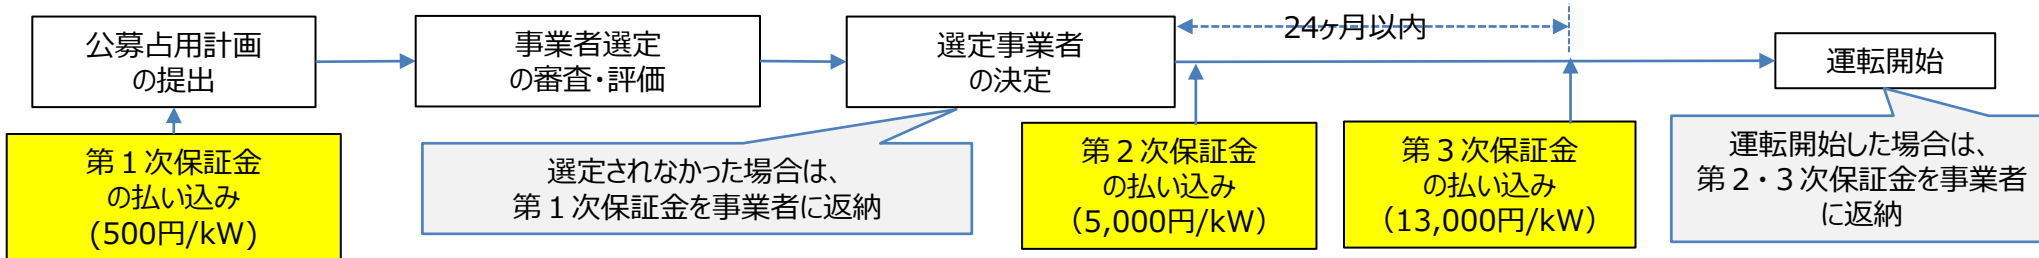 公募占用計画
の提出
事業者選定
の審査・評価
選定事業者
の決定
24ヶ月以内
運転開始
第１次保証金
の払い込み
(500円/kW)
選定されなかった場合は、
第１次保証金を事業者に返納
第２次保証金
の払い込み
（5,000円/kW）
第３次保証金
の払い込み
（13,000円/kW）
運転開始した場合は、
第２・３次保証金を事業者
に返納